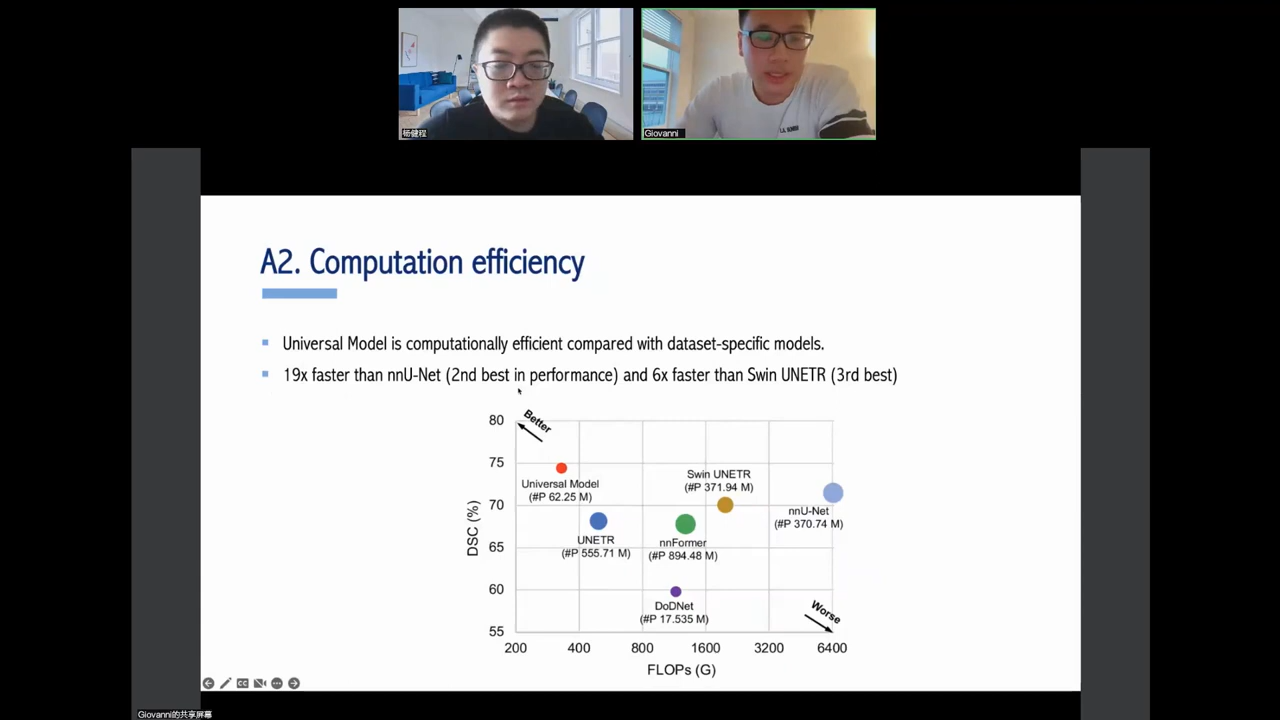 杨健程
Giovanni
A2. Computation efficiency
Universal Model is computationally efficient compared with dataset-specific models.
19x faster than nnU-Net (2nd best in performance) and 6x faster than Swin UNETR (3rd best)
80
75
70
65
60
55
DSC (%)
Better
Universal Model
(#P 62.25 M)
UNETR
(#P 555.71 M)
Swin UNETR
(#P 371.94 M)
nnFormer
(#P 894.48 M)
nnU-Net
(#P 370.74 M)
DoDNet
(#P 17.535 M)
Worse
200 400 800 1600 3200 6400
FLOPs (G)
Giovanni的共享屏幕